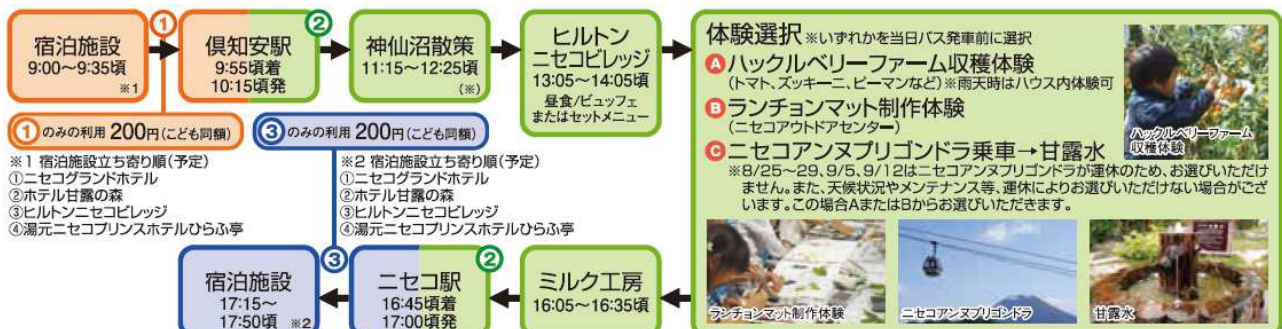 ①
宿泊施設
9:00～9:35頃
※1
②
倶知安駅
9:55頃着
10:15頃発
神仙沼散策
11:15～12:25頃
(※)
ヒルトン
ニセコビレッジ
13:05～14:05頃
昼食/ビュッフェ
またはセットメニュー
体験選択 ※いずれかを当日バス発車前に選択
A ハックルベリーファーム収穫体験
(トマト、ズッキーニ、ピーマンなど)※雨天時はハウス内体験可
B ランチョンマット制作体験
(ニセコアウトドアセンター)
C ニセコアンヌプリゴンドラ乗車→甘露水
※8/25～29、9/5、9/12はニセコアンヌプリゴンドラが運休のため、お選びいただけ
ません。また、天候状況やメンテナンス等、運休によりお選びいただけない場合がござ
います。この場合AまたはBからお選びいただきます。
ハックルベリーファーム
収穫体験
ランチョンマット制作体験
ニセコアンヌプリゴンドラ
甘露水
①のみの利用 200円(こども同額)
※1 宿泊施設立ち寄り順(予定)
①ニセコグランドホテル
②ホテル甘露の森
③ヒルトンニセコビレッジ
④湯元ニセコプリンスホテルひらふ亭
③のみの利用 200円(こども同額)
※2 宿泊施設立ち寄り順(予定)
①ニセコグランドホテル
②ホテル甘露の森
③ヒルトンニセコビレッジ
④湯元ニセコプリンスホテルひらふ亭
ミルク工房
16:05～16:35頃
②
ニセコ駅
16:45頃着
17:00頃発
③
宿泊施設
17:15～
17:50頃 ※2